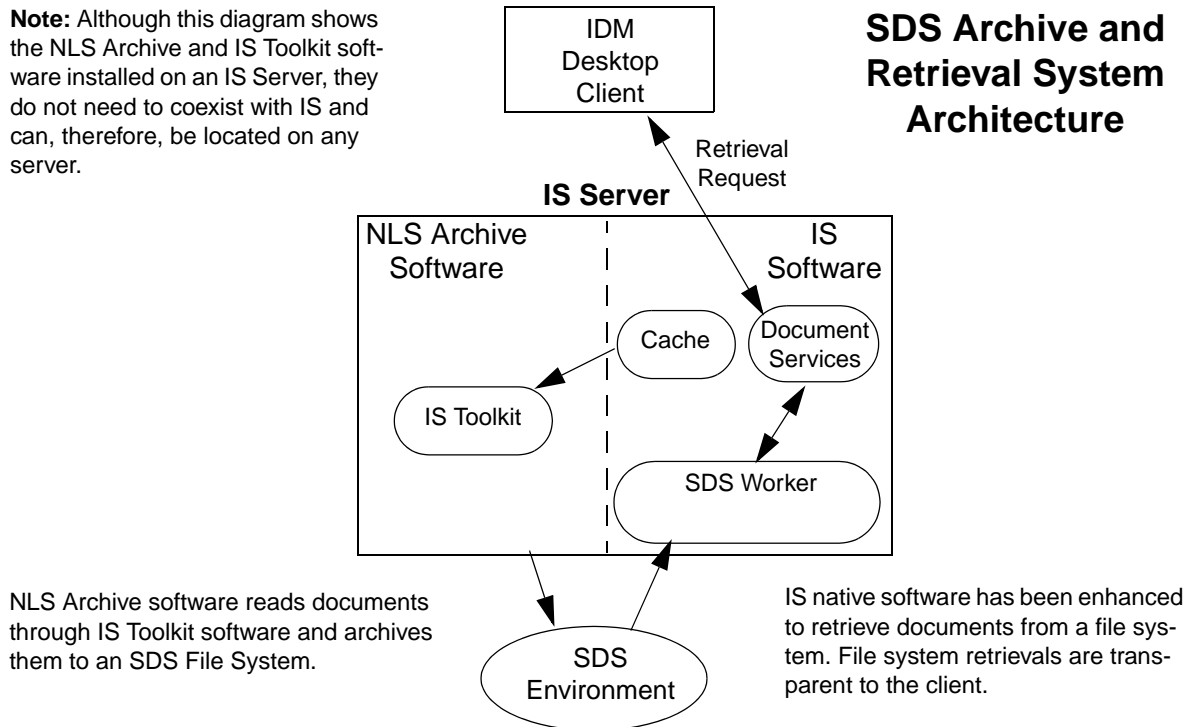 Note: Although this diagram shows
the NLS Archive and IS Toolkit soft-
ware installed on an IS Server, they
do not need to coexist with IS and
can, therefore, be located on any
server.
IDM
Desktop
Client
SDS Archive and
Retrieval System
Architecture
Retrieval
Request
IS Server
NLS Archive
Software
IS
Software
Cache
Document
Services
IS Toolkit
SDS Worker
NLS Archive software reads documents
through IS Toolkit software and archives
them to an SDS File System.
SDS
Environment
IS native software has been enhanced
to retrieve documents from a file sys-
tem. File system retrievals are trans-
parent to the client.